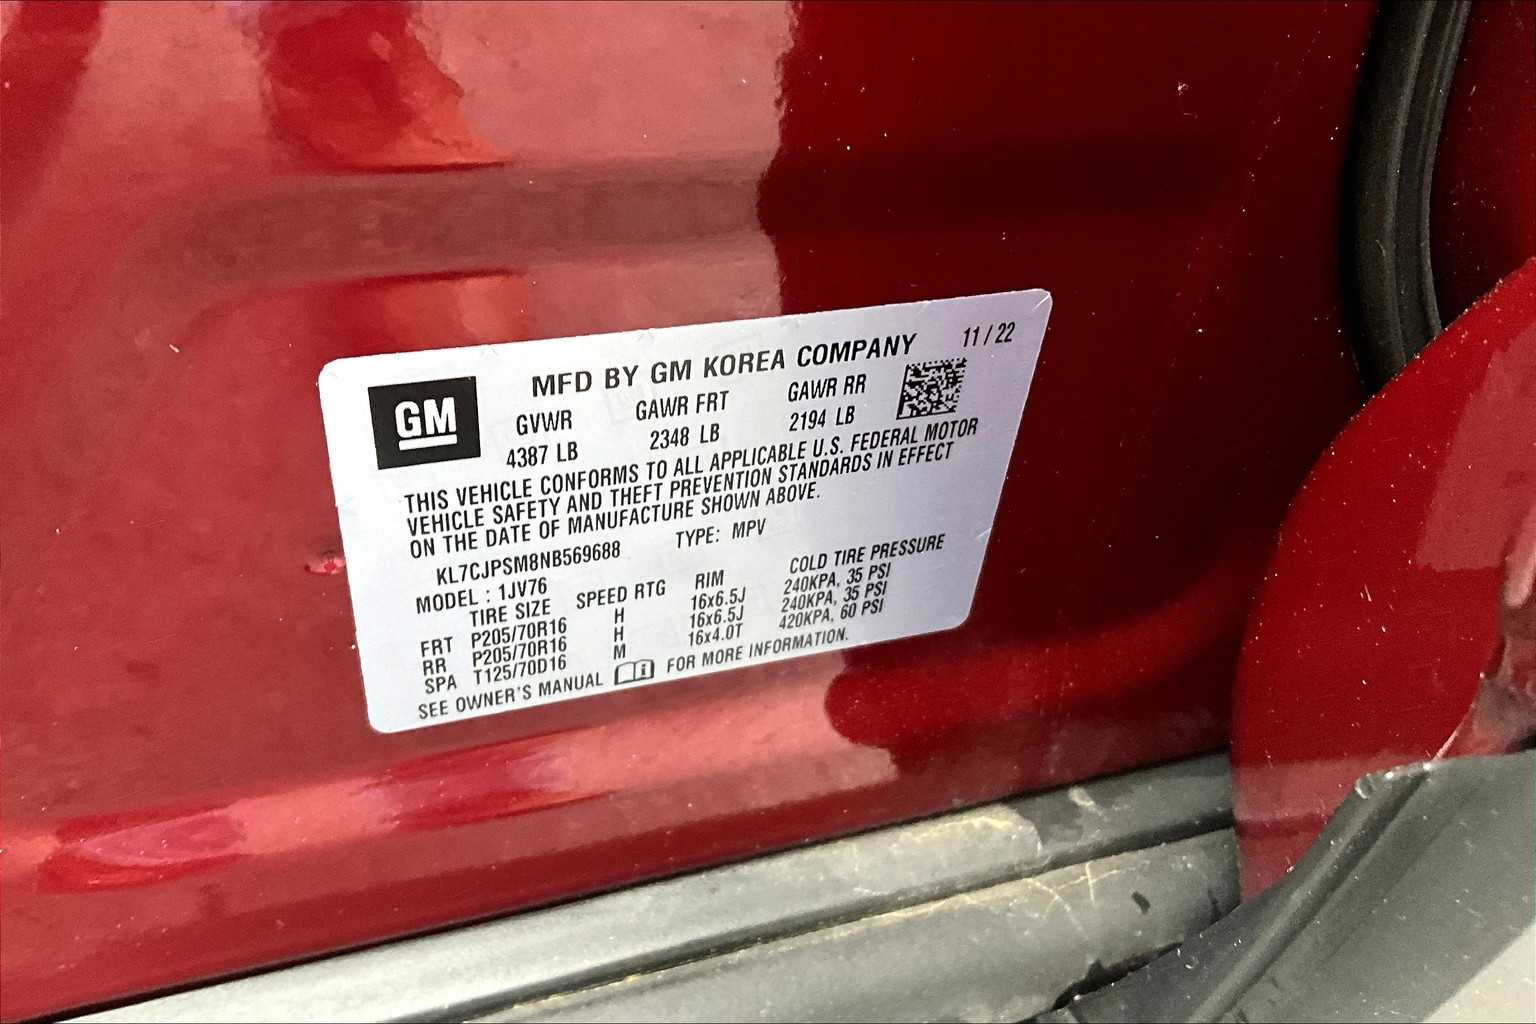 MFD BY GM KOREA COMPANY 11 / 22
GM
GVWR GAWR FRT GAWR RR
4387 LB 2348 LB 2194 LB
THIS VEHICLE CONFORMS TO ALL APPLICABLE U.S. FEDERAL MOTOR
VEHICLE SAFETY AND THEFT PREVENTION STANDARDS IN EFFECT
ON THE DATE OF MANUFACTURE SHOWN ABOVE.
KL7CJPSM8NB569688 TYPE: MPV
MODEL : 1JV76
TIRE SIZE SPEED RTG RIM COLD TIRE PRESSURE
FRT P205/70R16 H 16x6.5J 240KPA, 35 PSI
RR P205/70R16 H 16x6.5J 240KPA, 35 PSI
SPA T125/70D16 M 16x4.0T 420KPA, 60 PSI
SEE OWNER'S MANUAL i FOR MORE INFORMATION.